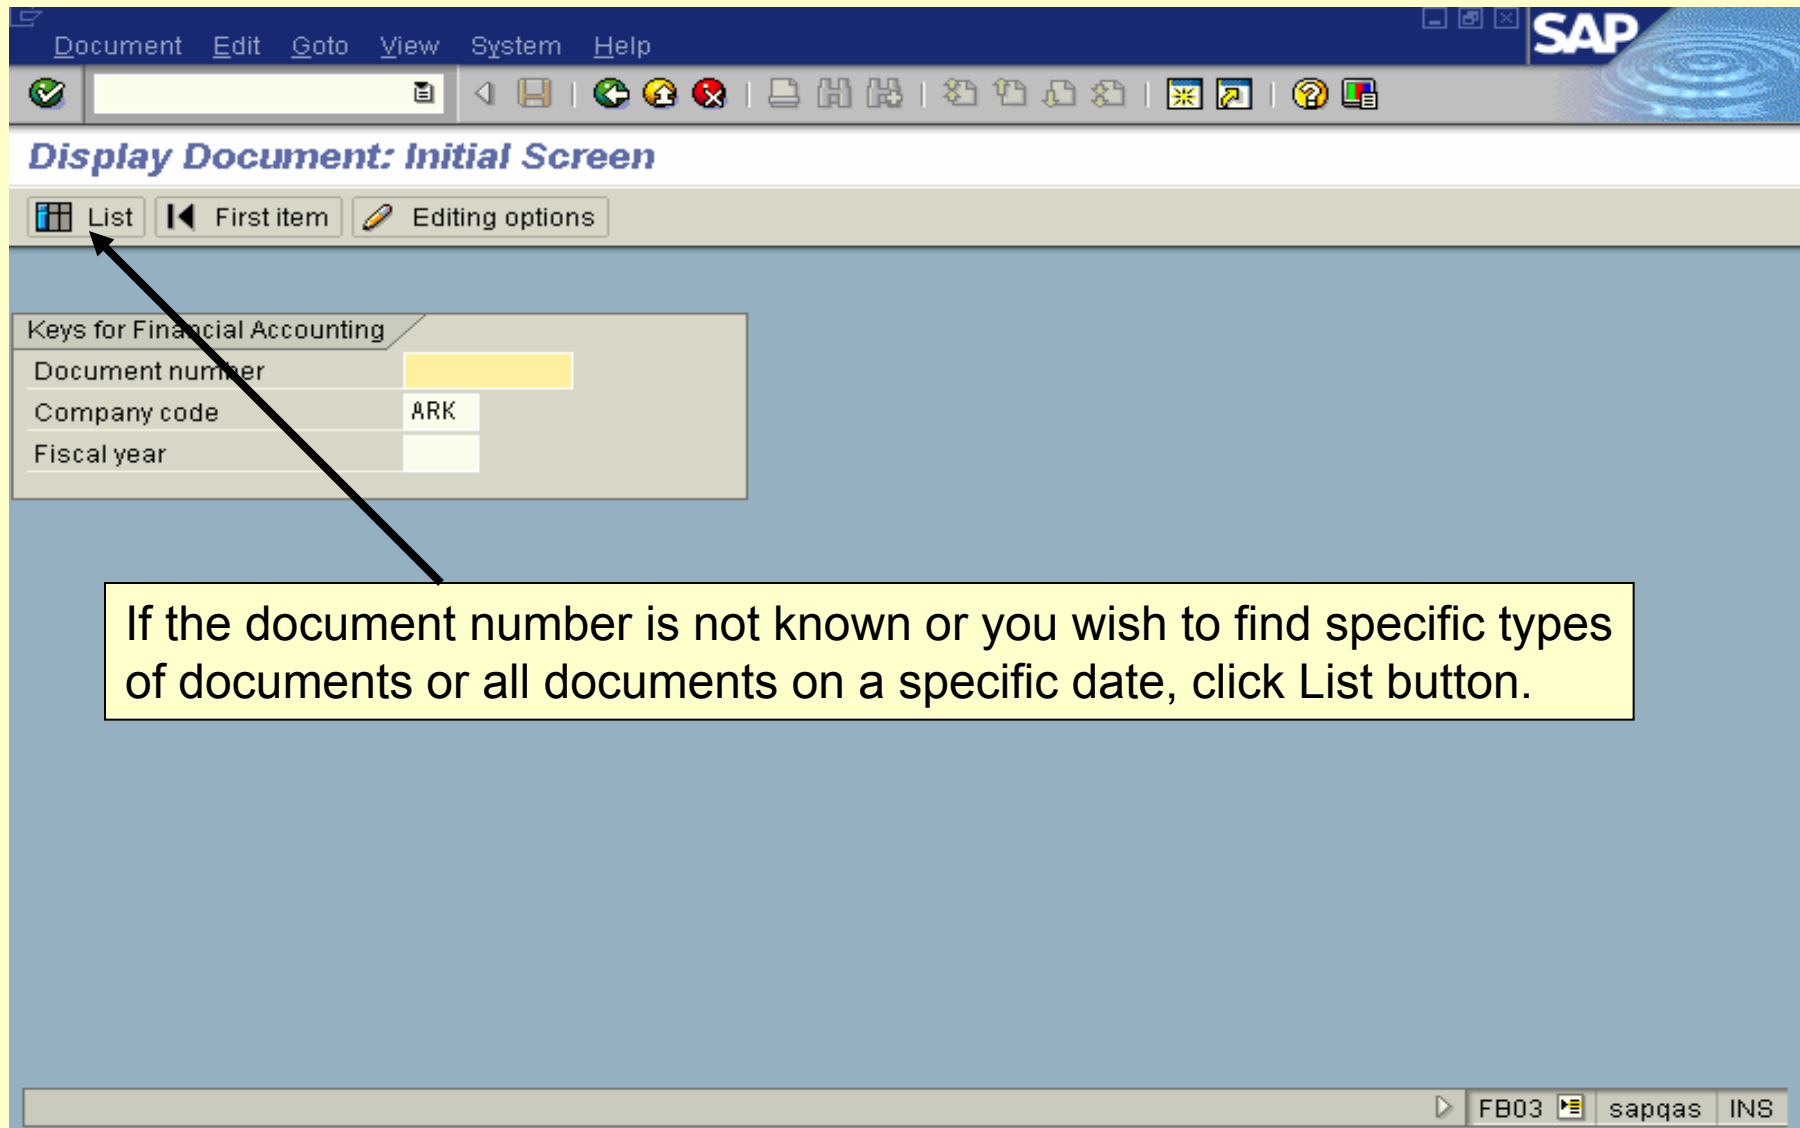 Document Edit Goto View System Help
SAP
Display Document: Initial Screen
List First item Editing options
Keys for Financial Accounting
Document number
Company code ARK
Fiscal year
If the document number is not known or you wish to find specific types
of documents or all documents on a specific date, click List button.
FB03 sapqas INS